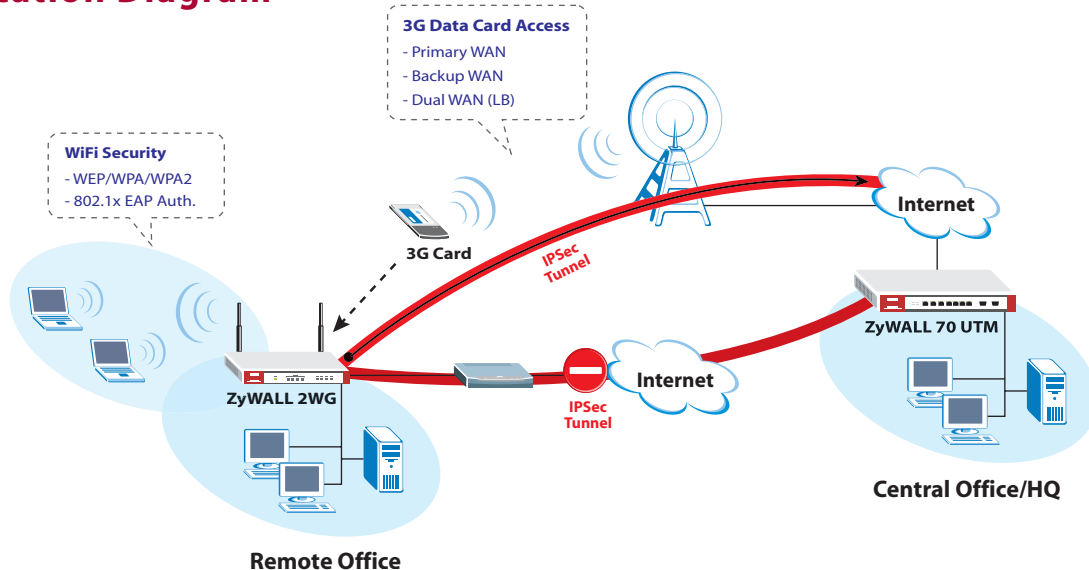 3G Data Card Access
- Primary WAN
- Backup WAN
- Dual WAN (LB)
WiFi Security
- WEP/WPA/WPA2
- 802.1x EAP Auth.
3G Card
IPSec
Tunnel
Internet
ZyWALL 70 UTM
ZyWALL 2WG
IPSec
Tunnel
Internet
Central Office/HQ
Remote Office